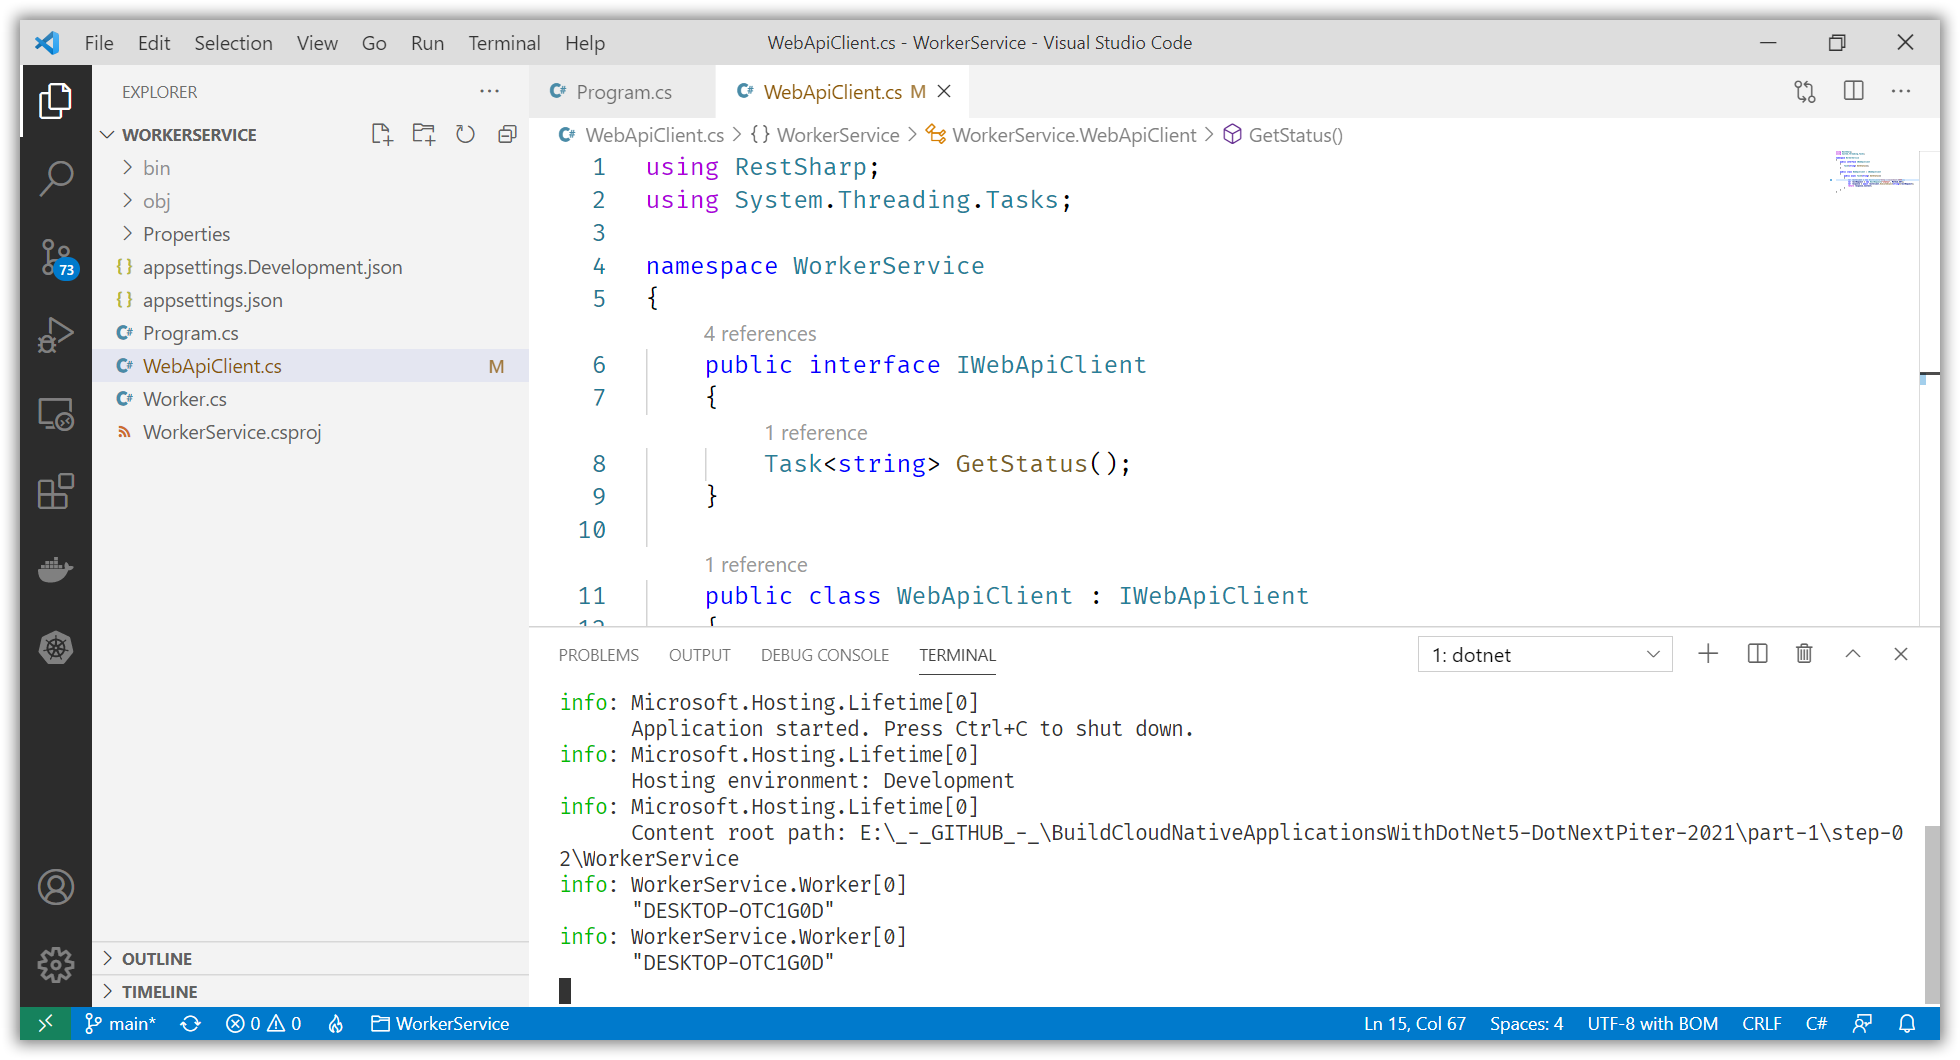 File Edit Selection View Go Run Terminal Help WebApiClient.cs - WorkerService - Visual Studio Code
EXPLORER
WORKERSERVICE
bin
obj
Properties
{} appsettings.Development.json
{} appsettings.json
C# Program.cs
C# WebApiClient.cs M
C# Worker.cs
WorkerService.csproj
OUTLINE
TIMELINE
73
C# Program.cs C# WebApiClient.cs M
C# WebApiClient.cs > {} WorkerService > WorkerService.WebApiClient > GetStatus()
1 using RestSharp;
2 using System.Threading.Tasks;
3
4 namespace WorkerService
5 {
4 references
6 public interface IWebApiClient
7 {
1 reference
8 Task<string> GetStatus();
9 }
10
1 reference
11 public class WebApiClient : IWebApiClient
12 {
PROBLEMS OUTPUT DEBUG CONSOLE TERMINAL 1: dotnet
info: Microsoft.Hosting.Lifetime[0]
Application started. Press Ctrl+C to shut down.
info: Microsoft.Hosting.Lifetime[0]
Hosting environment: Development
info: Microsoft.Hosting.Lifetime[0]
Content root path: E:\_-_GITHUB_-_\BuildCloudNativeApplicationsWithDotNet5-DotNextPiter-2021\part-1\step-0
2\WorkerService
info: WorkerService.Worker[0]
"DESKTOP-OTC1G0D"
info: WorkerService.Worker[0]
"DESKTOP-OTC1G0D"
main* 0 0 WorkerService Ln 15, Col 67 Spaces: 4 UTF-8 with BOM CRLF C#